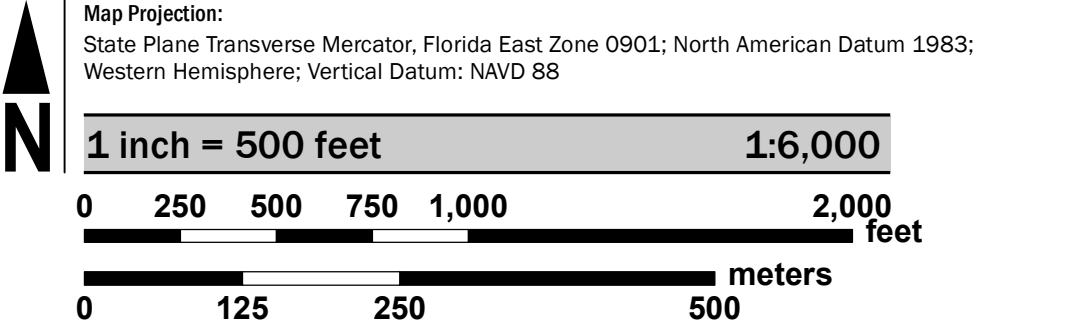 Map Projection:
State Plane Transverse Mercator, Florida East Zone 0901; North American Datum 1983;
Western Hemisphere; Vertical Datum: NAVD 88
N
1 inch = 500 feet 1:6,000
0 250 500 750 1,000 2,000
feet
meters
0 125 250 500